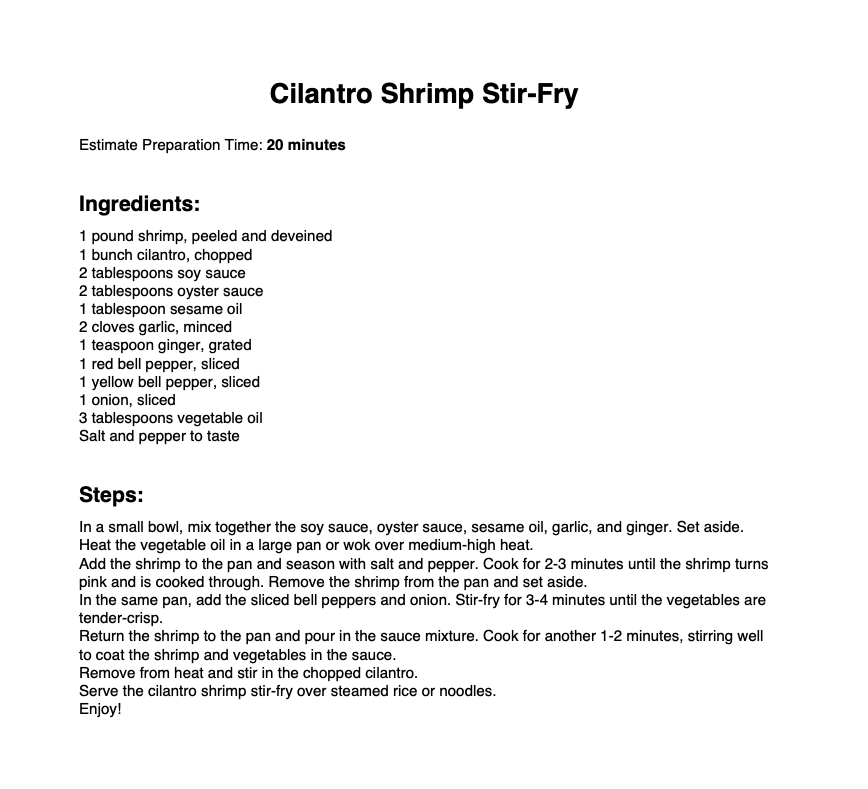 Cilantro Shrimp Stir-Fry
Estimate Preparation Time: 20 minutes
Ingredients:
1 pound shrimp, peeled and deveined
1 bunch cilantro, chopped
2 tablespoons soy sauce
2 tablespoons oyster sauce
1 tablespoon sesame oil
2 cloves garlic, minced
1 teaspoon ginger, grated
1 red bell pepper, sliced
1 yellow bell pepper, sliced
1 onion, sliced
3 tablespoons vegetable oil
Salt and pepper to taste
Steps:
In a small bowl, mix together the soy sauce, oyster sauce, sesame oil, garlic, and ginger. Set aside.
Heat the vegetable oil in a large pan or wok over medium-high heat.
Add the shrimp to the pan and season with salt and pepper. Cook for 2-3 minutes until the shrimp turns
pink and is cooked through. Remove the shrimp from the pan and set aside.
In the same pan, add the sliced bell peppers and onion. Stir-fry for 3-4 minutes until the vegetables are
tender-crisp.
Return the shrimp to the pan and pour in the sauce mixture. Cook for another 1-2 minutes, stirring well
to coat the shrimp and vegetables in the sauce.
Remove from heat and stir in the chopped cilantro.
Serve the cilantro shrimp stir-fry over steamed rice or noodles.
Enjoy!